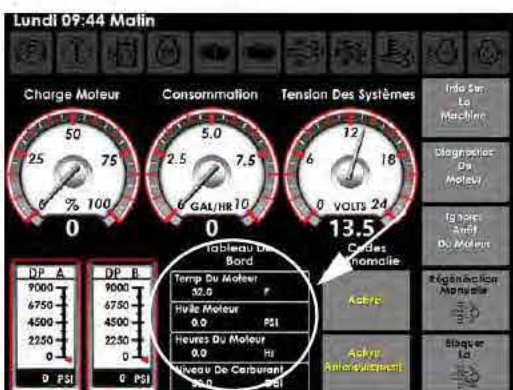 Lundi 09:44 Matin
Charge Moteur
Consommation
Tension Des Systèmes
Info Sur
La
Machine
50
25
75
0
% 100
0
5.0
2.5
7.5
0
GAL/HR 10
0
12
6
18
0 VOLTS 24
13.5
Diagnostics
Du
Moteur
Ignorer
Arrêt
Du Moteur
Tableau De
Bord
Codes
Anomalie
DP A
9000
6750
4500
2250
0
0 PSI
DP B
9000
6750
4500
2250
0
0 PSI
Temp Du Moteur
32.0 F
Huile Moteur
0.0 PSI
Heures Du Moteur
0.0 Hr
Niveau De Carburant
Active
Active
Antérieurement
Régénération
Manuelle
Bloquer
La